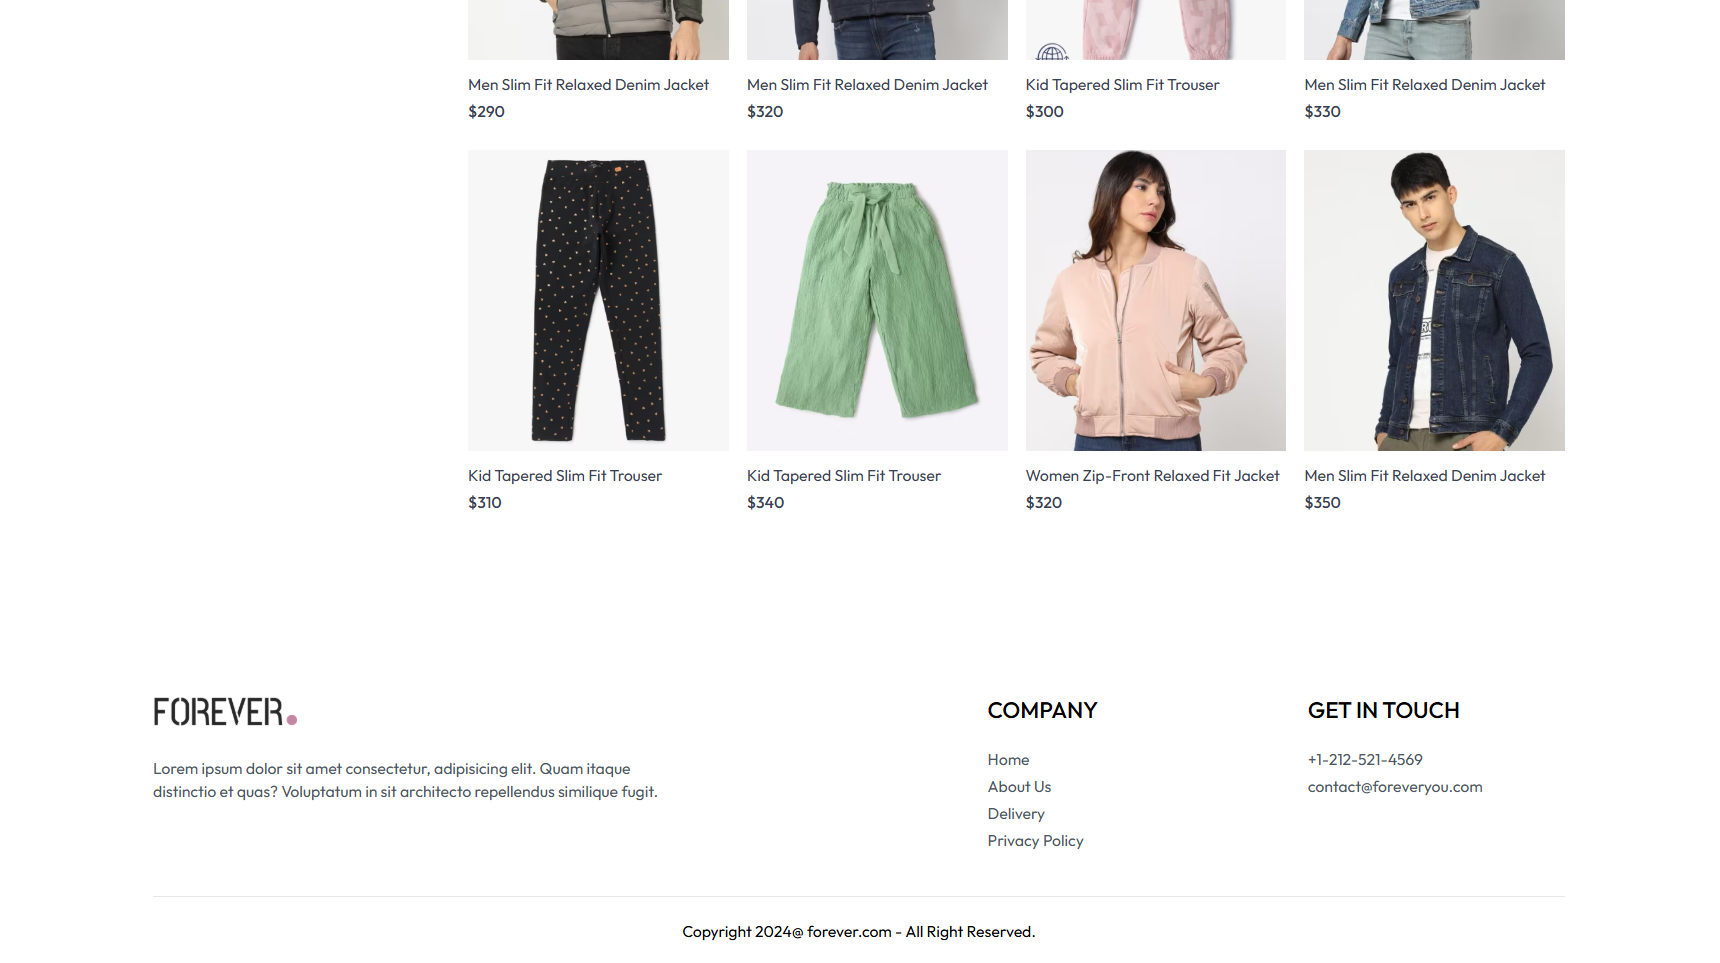 Men Slim Fit Relaxed Denim Jacket
$290
Men Slim Fit Relaxed Denim Jacket
$320
Kid Tapered Slim Fit Trouser
$300
Men Slim Fit Relaxed Denim Jacket
$330
Kid Tapered Slim Fit Trouser
$310
Kid Tapered Slim Fit Trouser
$340
Women Zip-Front Relaxed Fit Jacket
$320
Men Slim Fit Relaxed Denim Jacket
$350
FOREVER.
Lorem ipsum dolor sit amet consectetur, adipisicing elit. Quam itaque
distinctio et quas? Voluptatum in sit architecto repellendus similique fugit.
COMPANY
Home
About Us
Delivery
Privacy Policy
GET IN TOUCH
+1-212-521-4569
contact@foreveryou.com
Copyright 2024@ forever.com - All Right Reserved.